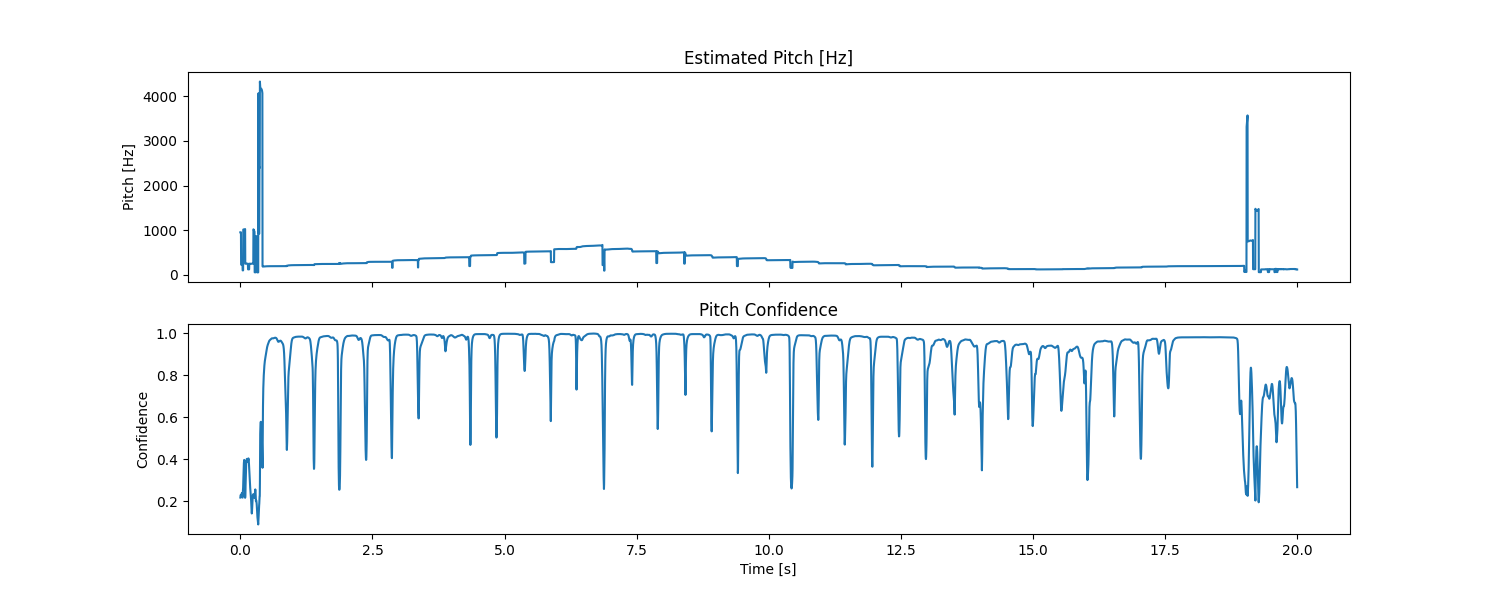 Estimated Pitch [Hz]
Pitch [Hz]
4000
3000
2000
1000
0
Pitch Confidence
Confidence
1.0
0.8
0.6
0.4
0.2
0.0 2.5 5.0 7.5 10.0 12.5 15.0 17.5 20.0
Time [s]